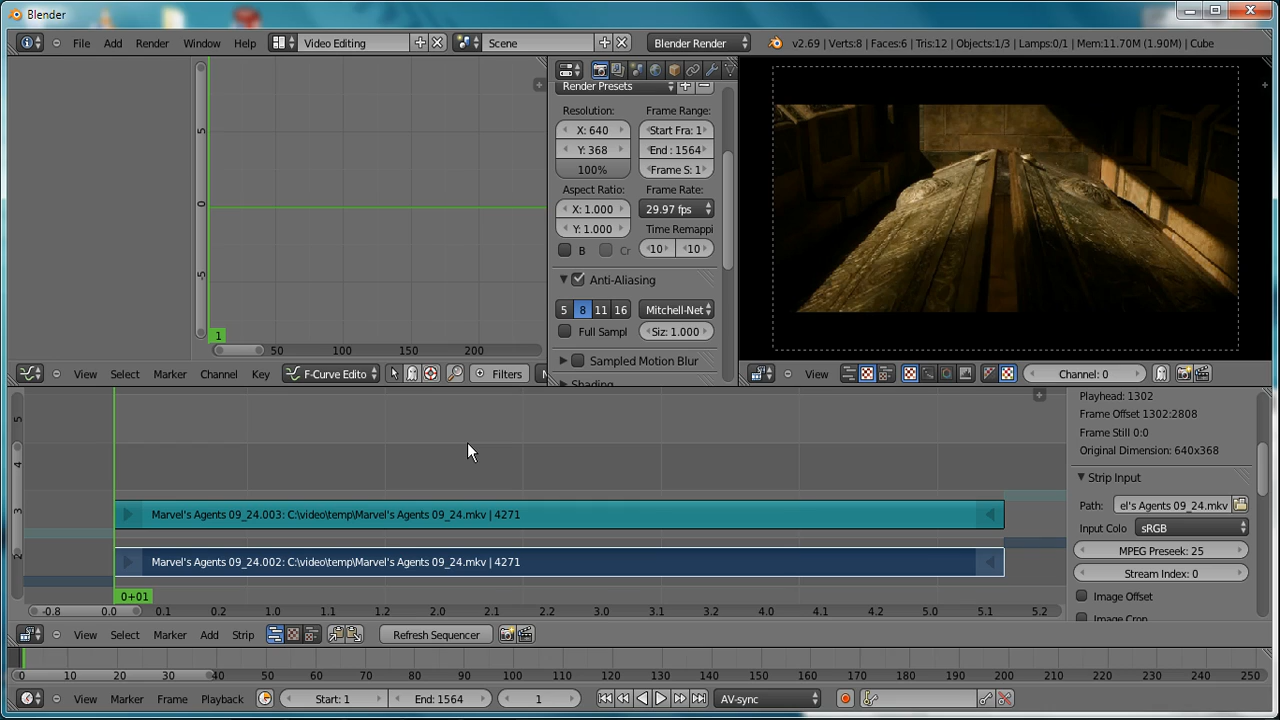 Blender
File Add Render Window Help Video Editing Scene Blender Render v2.69 | Verts:8 | Faces:6 | Tris:12 | Objects:1/3 | Lamps:0/1 | Mem:11.70M (1.90M) | Cube
Render Presets
Resolution: Frame Range:
X: 640 Start Fra: 1
Y: 368 End : 1564
100% Frame S: 1
Aspect Ratio: Frame Rate:
X: 1.000 29.97 fps
Y: 1.000 Time Remappi
B Cr 10 10
Anti-Aliasing
5 8 11 16 Mitchell-Net
Full Sampl Siz: 1.000
Sampled Motion Blur
Shading
5
0
-5
1
50 100 150 200
View Select Marker Channel Key F-Curve Edito Filters
View Channel: 0
Playhead: 1302
Frame Offset 1302:2808
Frame Still 0:0
Original Dimension: 640x368
Strip Input
Path: el's Agents 09_24.mkv
Input Colo sRGB
MPEG Preseek: 25
Stream Index: 0
Image Offset
Image Crop
5
4
3
2
Marvel's Agents 09_24.003: C:\video\temp\Marvel's Agents 09_24.mkv | 4271
Marvel's Agents 09_24.002: C:\video\temp\Marvel's Agents 09_24.mkv | 4271
0+01
-0.8 0.0 0.1 0.2 1.0 1.1 1.2 2.0 2.1 2.2 3.0 3.1 3.2 4.0 4.1 4.2 5.0 5.1 5.2
View Select Marker Add Strip Refresh Sequencer
0 10 20 30 40 50 60 70 80 90 100 110 120 130 140 150 160 170 180 190 200 210 220 230 240 250
View Marker Frame Playback Start: 1 End: 1564 1 AV-sync